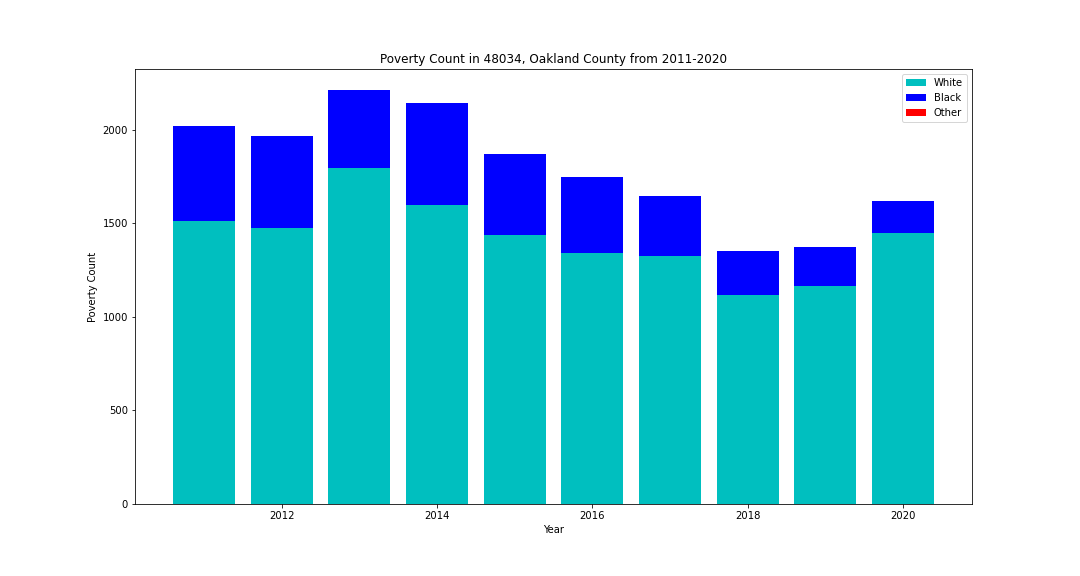 Poverty Count in 48034, Oakland County from 2011-2020
White
Black
Other
2000
1500
1000
500
0
Poverty Count
2012
2014
2016
2018
2020
Year